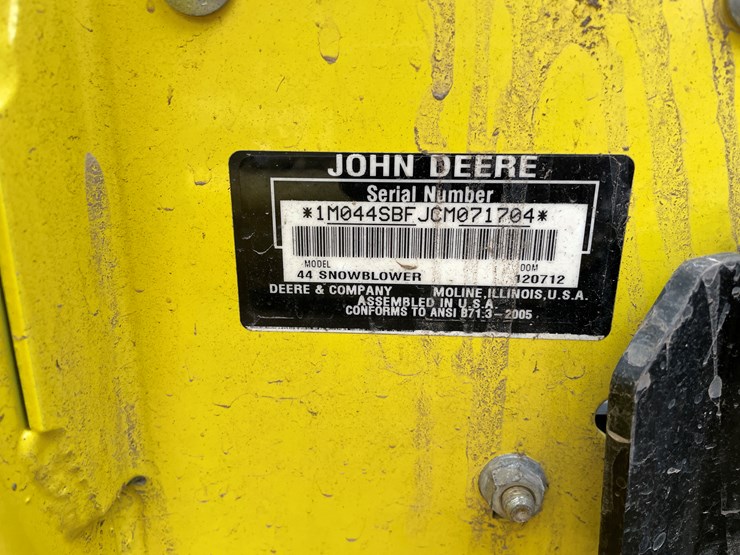 JOHN DEERE
Serial Number
*1M044SBFJCM071704*
MODEL DOM
44 SNOWBLOWER 120712
DEERE & COMPANY MOLINE, ILLINOIS, U.S.A.
ASSEMBLED IN U.S.A.
CONFORMS TO ANSI B71.3-2005